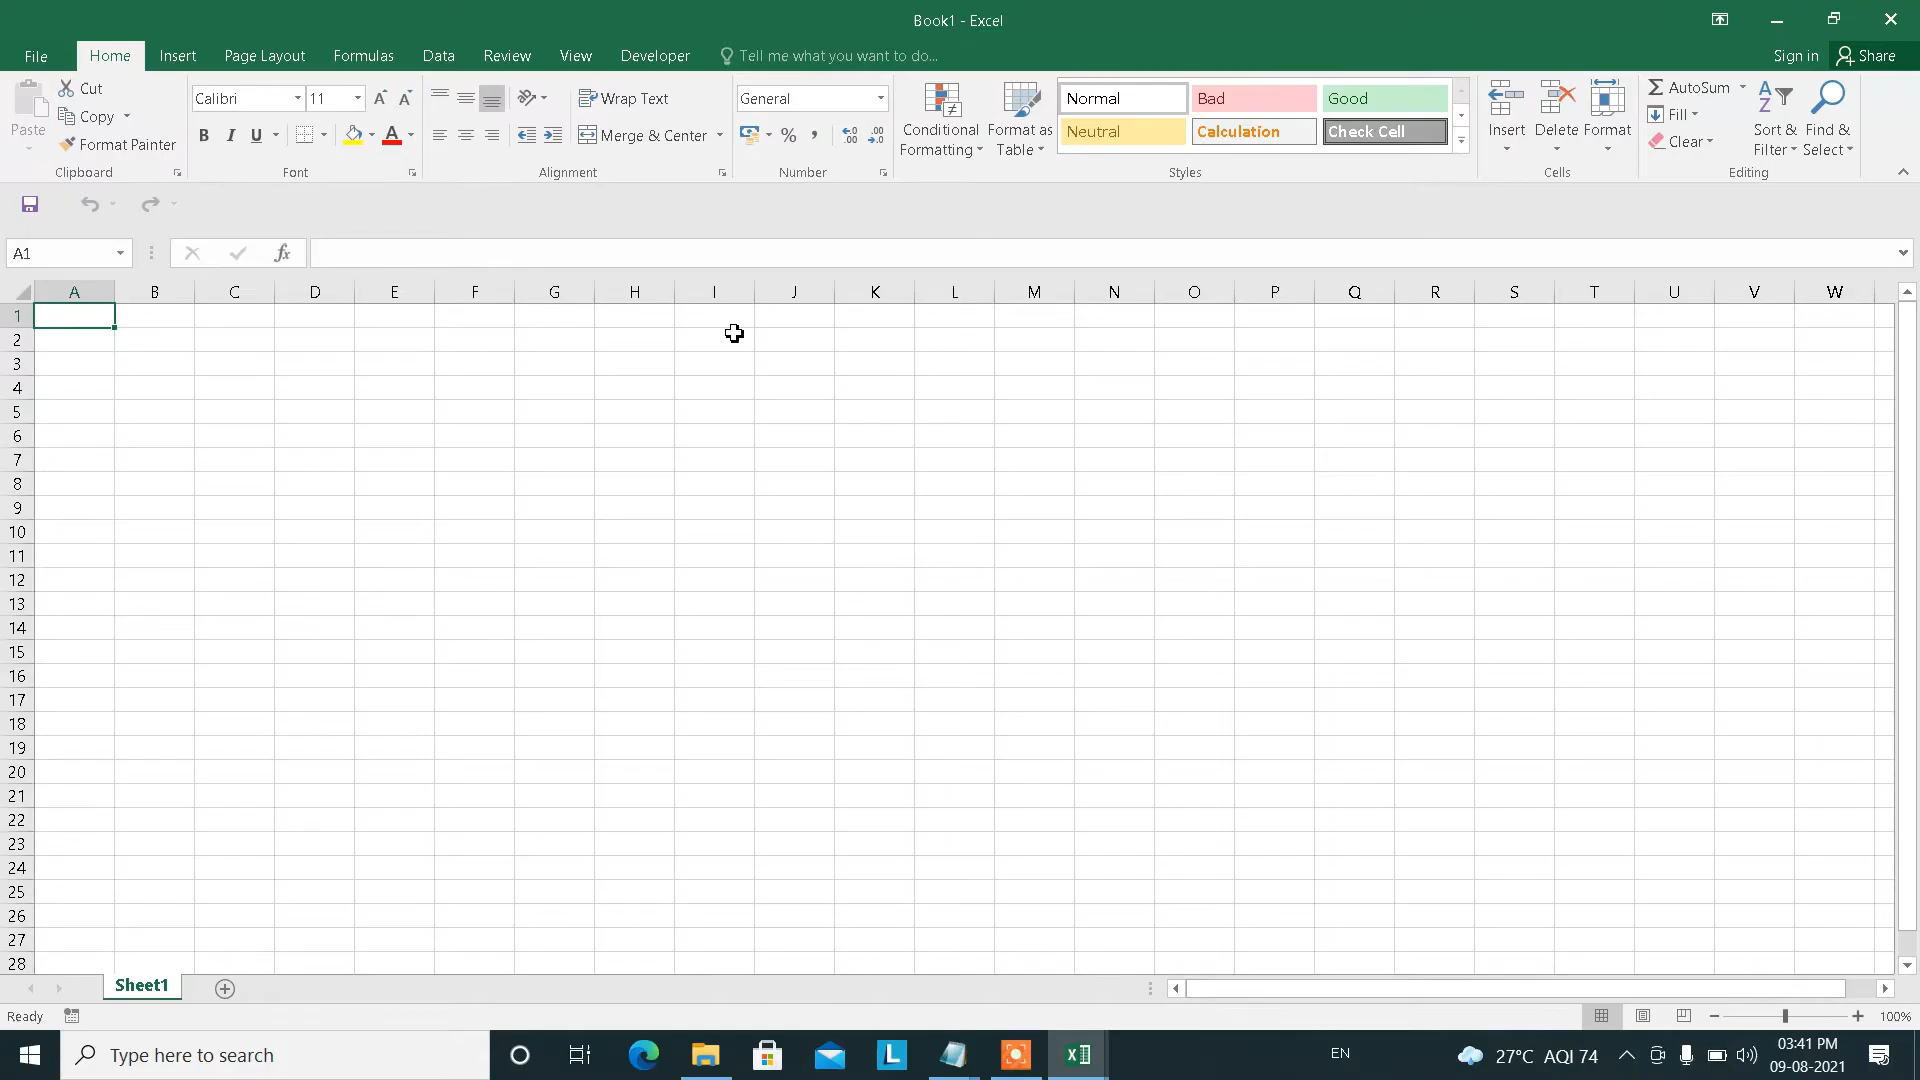 Book1 - Excel
File Home Insert Page Layout Formulas Data Review View Developer Tell me what you want to do... Sign in Share
Paste Cut Copy Format Painter
Calibri 11
B I U
Wrap Text
Merge & Center
General
Conditional Formatting
Format as Table
Normal Bad Good
Neutral Calculation Check Cell
Insert Delete Format
AutoSum
Fill
Clear
Sort & Filter
Find & Select
Clipboard Font Alignment Number Styles Cells Editing
A1 fx
A B C D E F G H I J K L M N O P Q R S T U V W
1
2
3
4
5
6
7
8
9
10
11
12
13
14
15
16
17
18
19
20
21
22
23
24
25
26
27
28
Sheet1
Ready 100%
Type here to search L EN 27°C AQI 74 03:41 PM
09-08-2021